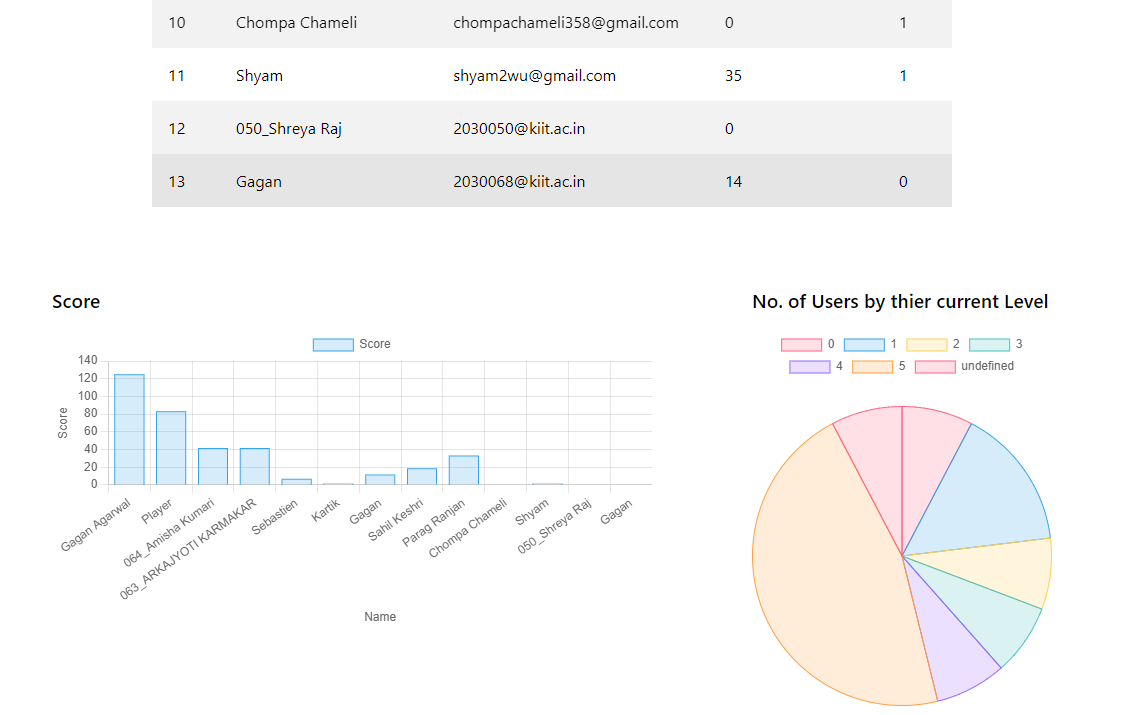 10 Chompa Chameli chompachameli358@gmail.com 0 1
11 Shyam shyam2wu@gmail.com 35 1
12 050_Shreya Raj 2030050@kiit.ac.in 0
13 Gagan 2030068@kiit.ac.in 14 0
Score
Score
140
120
100
80
60
40
20
0
Score
Gagan Agarwal
Player
064_Amisha Kumari
063_ARKAJYOTI KARMAKAR
Sebastien
Kartik
Gagan
Sahil Keshri
Parag Ranjan
Chompa Chameli
Shyam
050_Shreya Raj
Gagan
Name
No. of Users by thier current Level
0 1 2 3
4 5 undefined